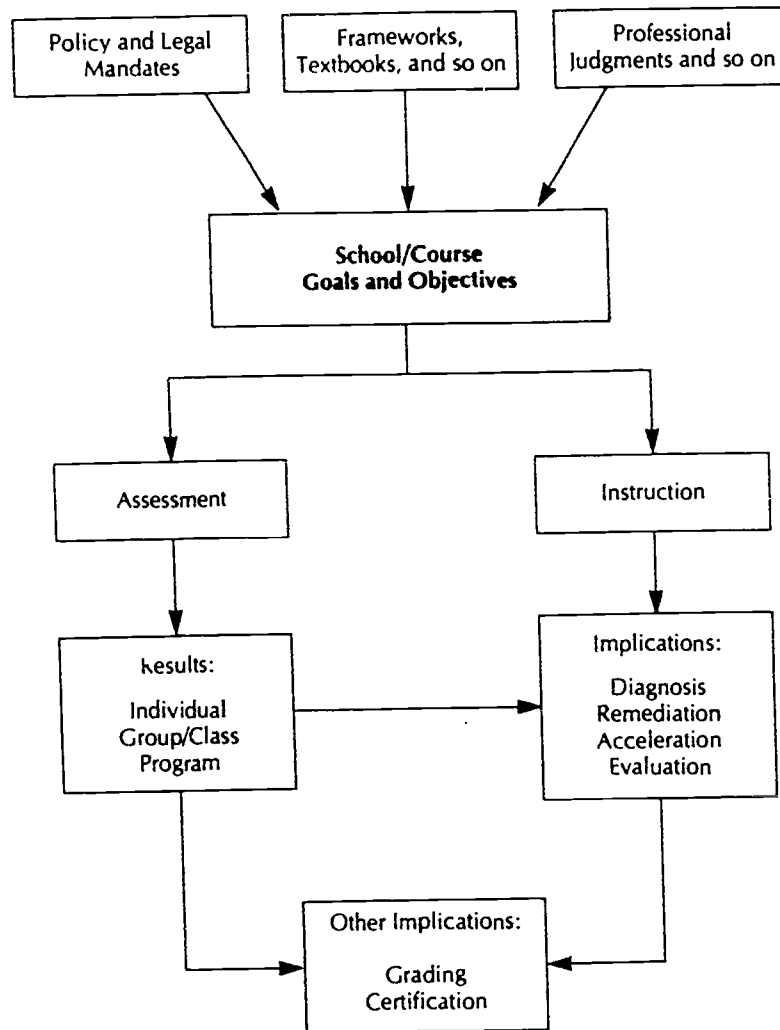 Policy and Legal
Mandates
Frameworks,
Textbooks, and so on
Professional
Judgments and so on
School/Course
Goals and Objectives
Assessment
Instruction
Results:
Individual
Group/Class
Program
Implications:
Diagnosis
Remediation
Acceleration
Evaluation
Other Implications:
Grading
Certification